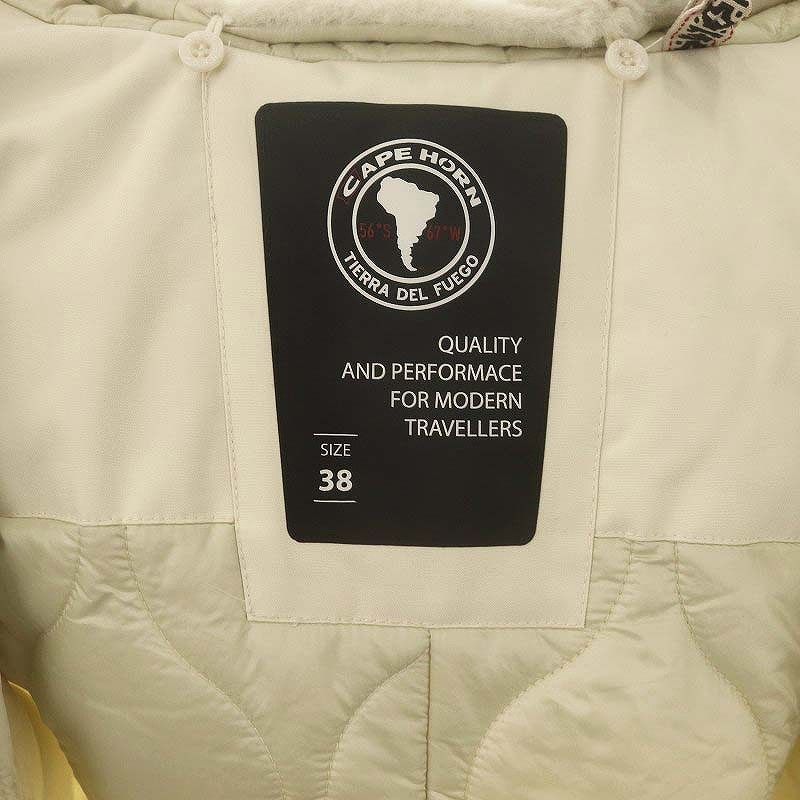 CAPE HORN
56°S 67°W
TIERRA DEL FUEGO
QUALITY
AND PERFORMACE
FOR MODERN
TRAVELLERS
SIZE
38